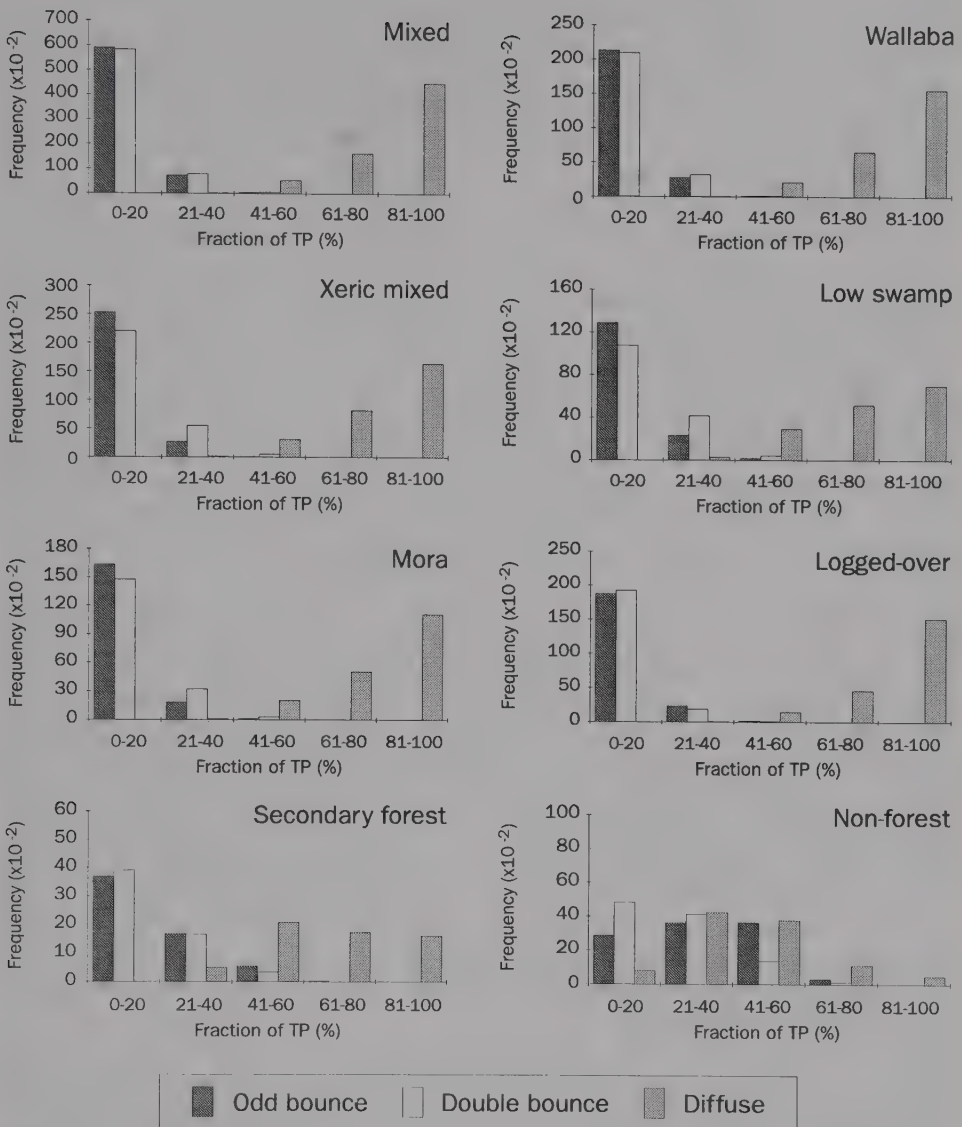 Mixed
Frequency (x10⁻²)
700
600
500
400
300
200
100
0
0-20 21-40 41-60 61-80 81-100
Fraction of TP (%)
Wallaba
Frequency (x10⁻²)
250
200
150
100
50
0
0-20 21-40 41-60 61-80 81-100
Fraction of TP (%)
Xeric mixed
Frequency (x10⁻²)
300
250
200
150
100
50
0
0-20 21-40 41-60 61-80 81-100
Fraction of TP (%)
Low swamp
Frequency (x10⁻²)
160
120
80
40
0
0-20 21-40 41-60 61-80 81-100
Fraction of TP (%)
Mora
Frequency (x10⁻²)
180
150
120
90
60
30
0
0-20 21-40 41-60 61-80 81-100
Fraction of TP (%)
Logged-over
Frequency (x10⁻²)
250
200
150
100
50
0
0-20 21-40 41-60 61-80 81-100
Fraction of TP (%)
Secondary forest
Frequency (x10⁻²)
60
50
40
30
20
10
0
0-20 21-40 41-60 61-80 81-100
Fraction of TP (%)
Non-forest
Frequency (x10⁻²)
100
80
60
40
20
0
0-20 21-40 41-60 61-80 81-100
Fraction of TP (%)
Odd bounce Double bounce Diffuse